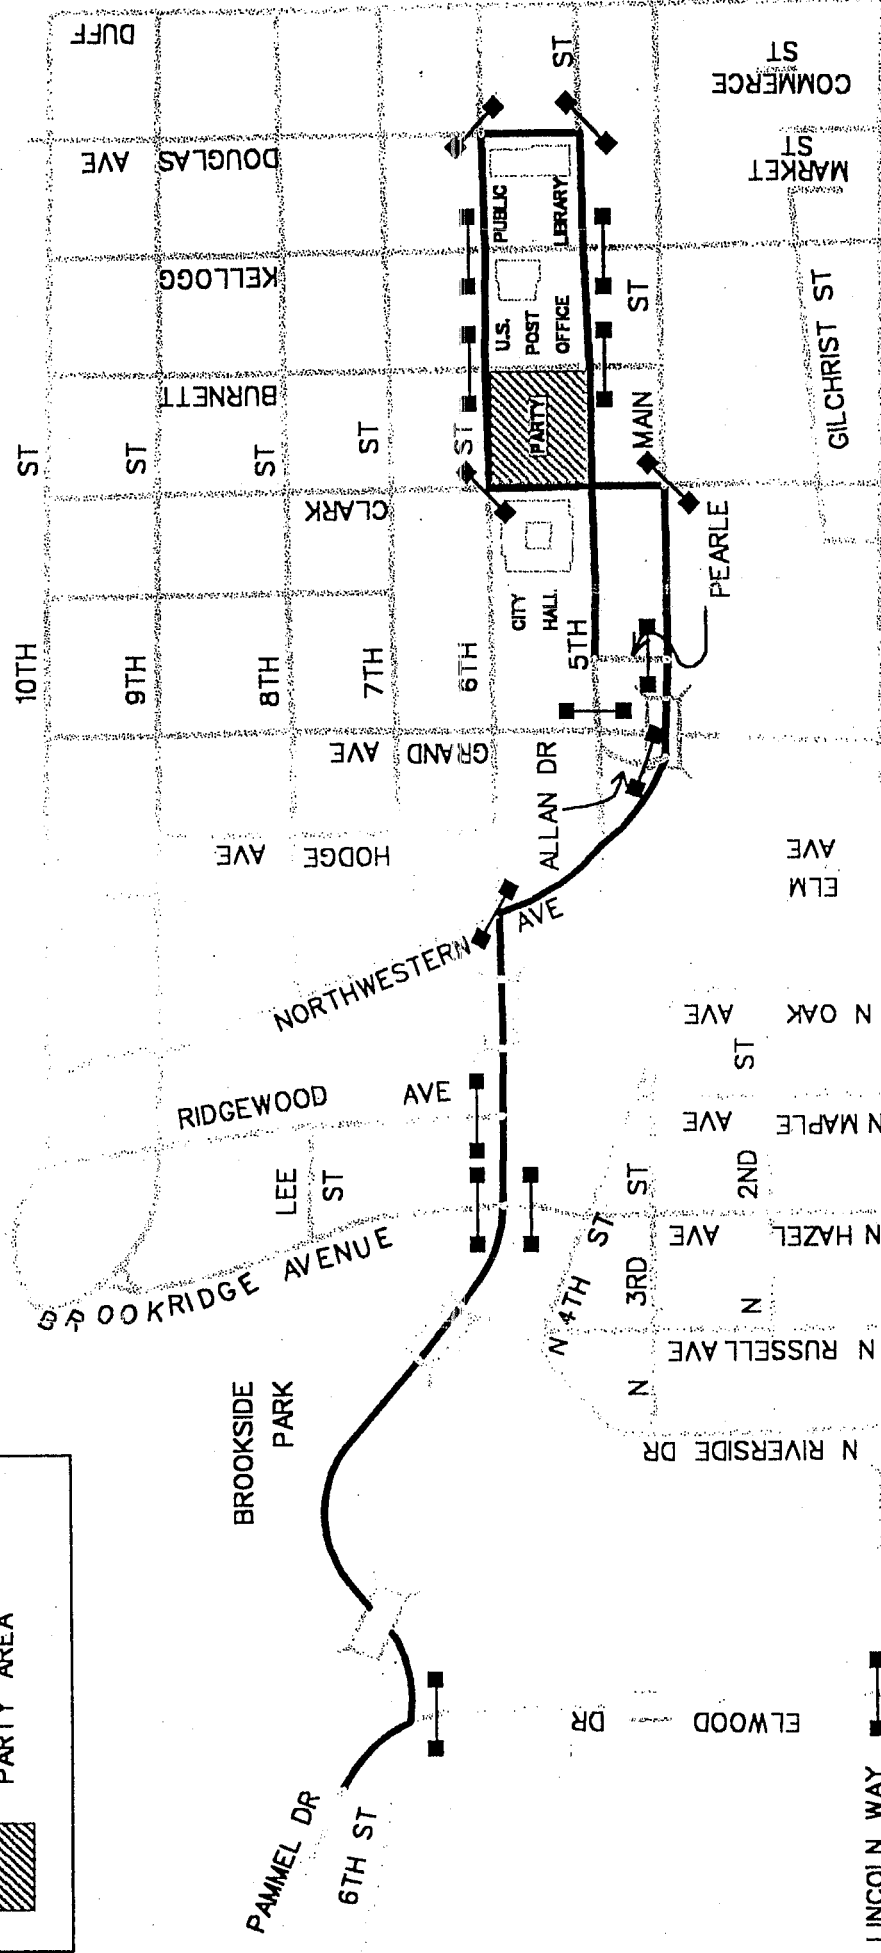 PARTY AREA
PAMMEL DR
6TH ST
LINCOLN WAY
ELWOOD DR
BROOKSIDE
PARK
BROOKRIDGE AVENUE
LEE
ST
RIDGEWOOD AVE
NORTHWESTERN AVE
N RIVERSIDE DR
N RUSSELL AVE
N HAZEL AVE
N MAPLE AVE
N OAK AVE
N 4TH ST
N 3RD ST
N 2ND ST
ELM
AVE
HODGE AVE
GRAND AVE
ALLAN DR
PEARLE
10TH ST
9TH ST
8TH ST
7TH ST
6TH ST
5TH ST
MAIN ST
CITY
HALL
PARTY
U.S.
POST
OFFICE
PUBLIC
LIBRARY
CLARK
BURNETT
KELLOGG
DOUGLAS AVE
DUFF
GILCHRIST ST
MARKET
ST
COMMERCE
ST